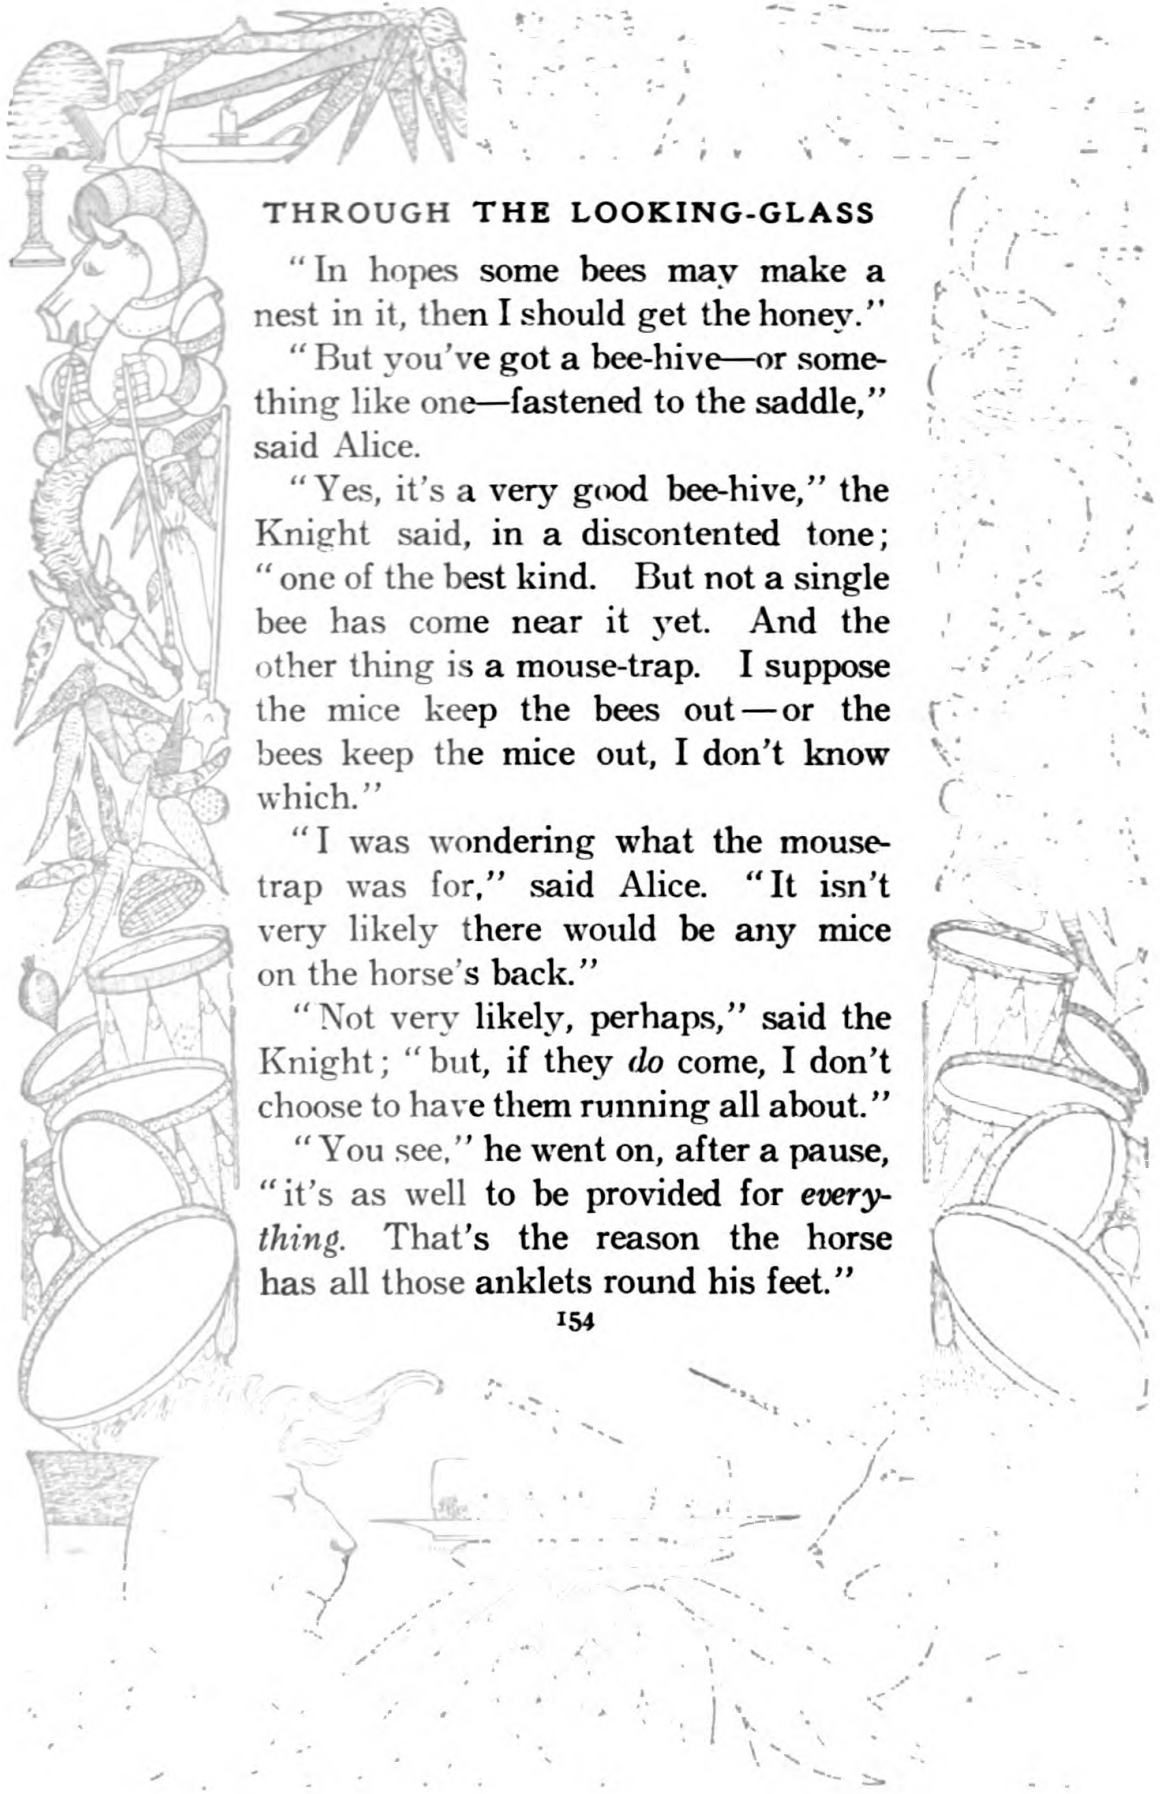 THROUGH THE LOOKING-GLASS
“In hopes some bees may make a
nest in it, then I should get the honey.”
“But you've got a bee-hive—or some-
thing like one—fastened to the saddle,”
said Alice.
“Yes, it's a very good bee-hive,” the
Knight said, in a discontented tone;
“one of the best kind. But not a single
bee has come near it yet. And the
other thing is a mouse-trap. I suppose
the mice keep the bees out—or the
bees keep the mice out, I don't know
which.”
“I was wondering what the mouse-
trap was for,” said Alice. “It isn't
very likely there would be any mice
on the horse's back.”
“Not very likely, perhaps,” said the
Knight; “but, if they do come, I don't
choose to have them running all about.”
“You see,” he went on, after a pause,
“it's as well to be provided for every-
thing. That's the reason the horse
has all those anklets round his feet.”
154